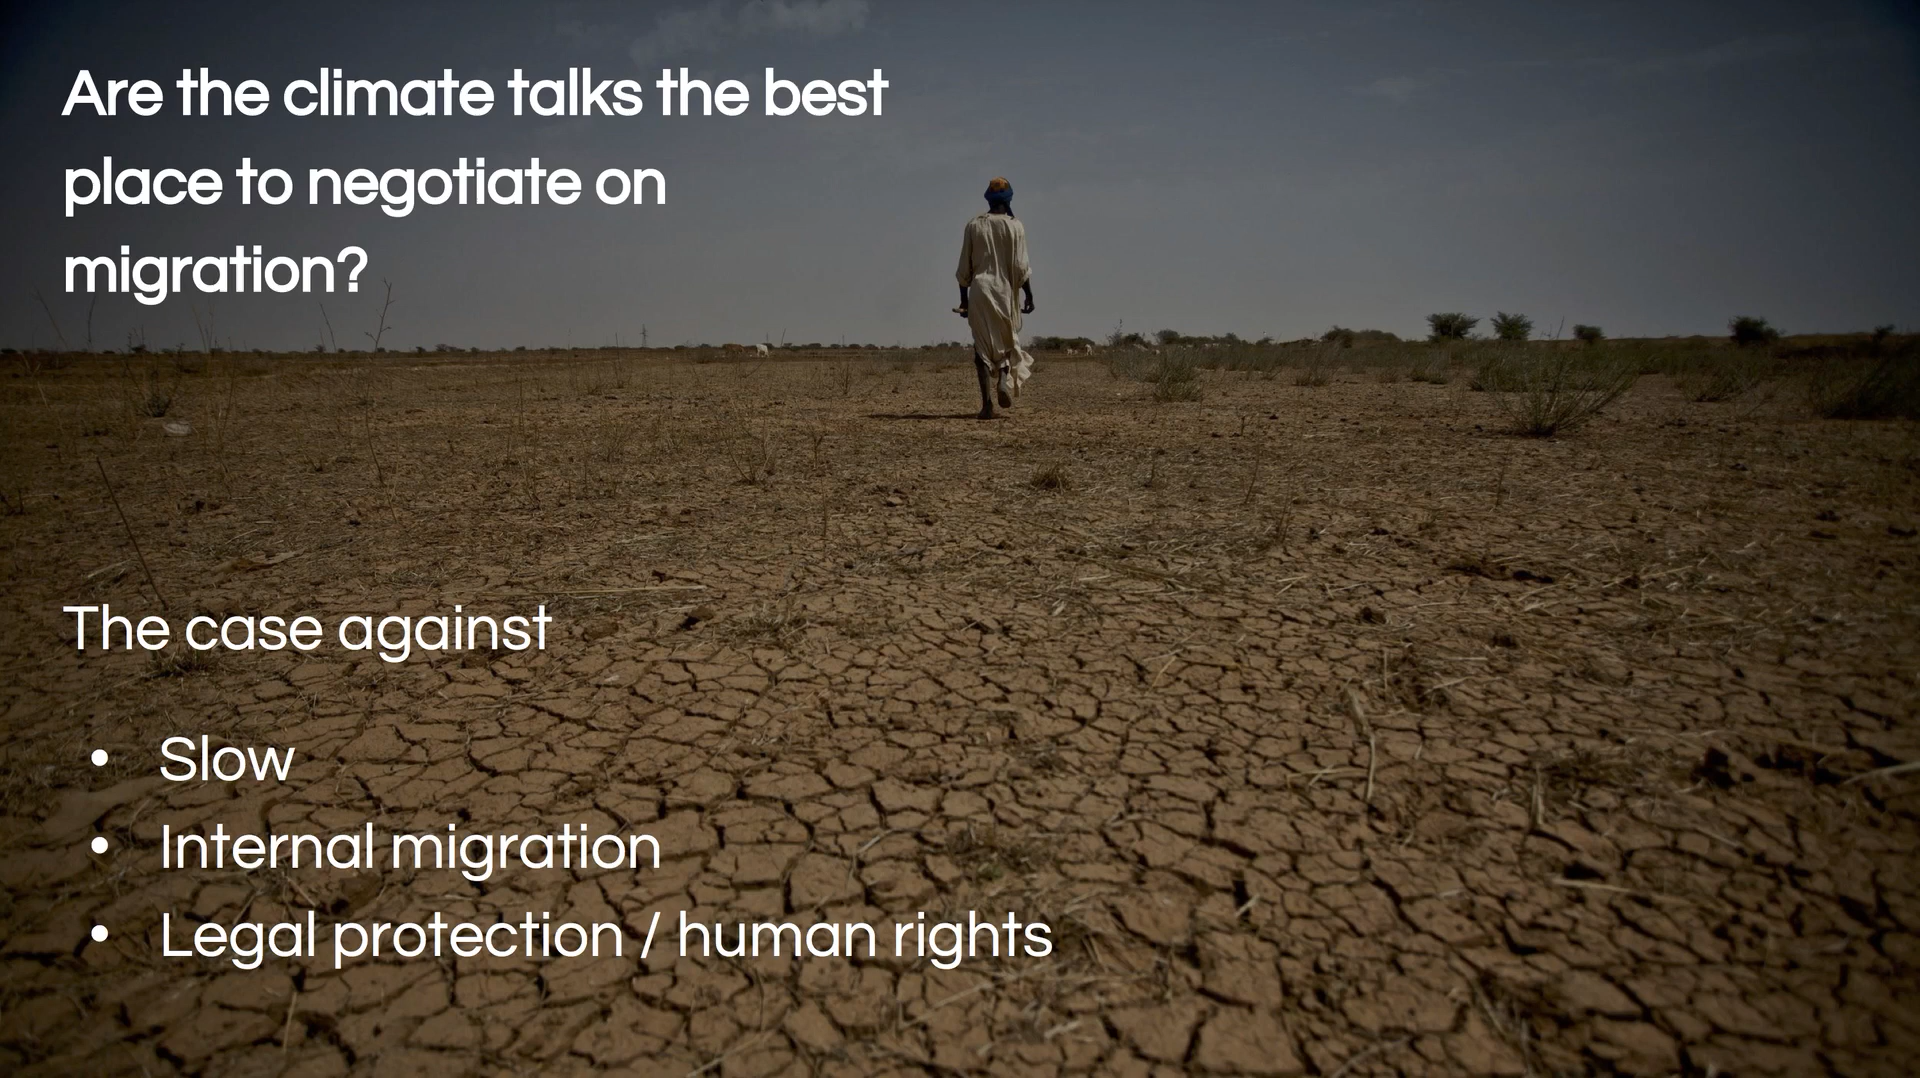 Are the climate talks the best
place to negotiate on
migration?
The case against
• Slow
• Internal migration
• Legal protection / human rights